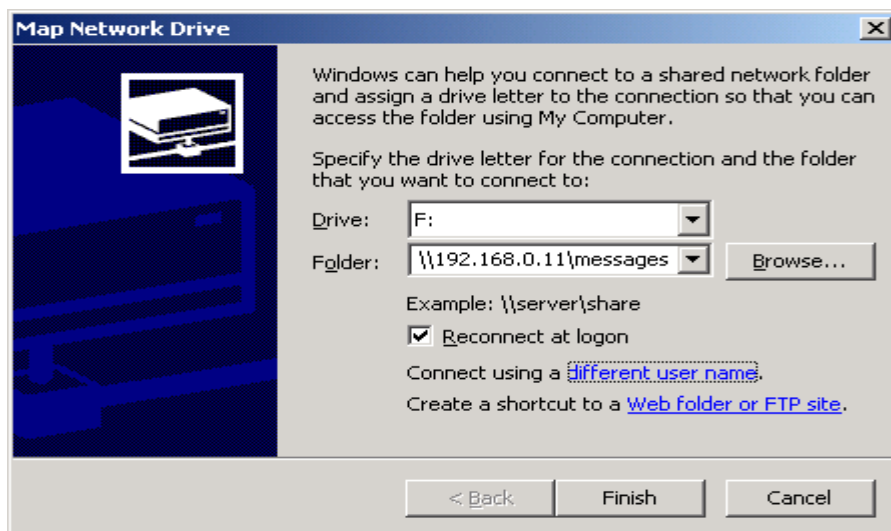 Map Network Drive
Windows can help you connect to a shared network folder
and assign a drive letter to the connection so that you can
access the folder using My Computer.
Specify the drive letter for the connection and the folder
that you want to connect to:
Drive: F:
Folder: \\192.168.0.11\messages Browse...
Example: \\server\share
Reconnect at logon
Connect using a different user name.
Create a shortcut to a Web folder or FTP site.
< Back Finish Cancel